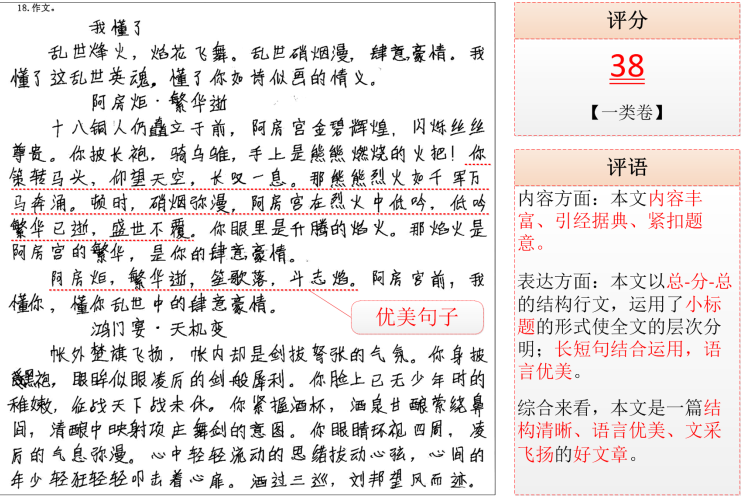 18.作文。
我懂了
乱世烽火，焰花飞舞。乱世硝烟漫，肆意豪情。我
懂了这乱世英魂，懂了你如诗似画的情义。
阿房炬·繁华逝
十八铜人仍矗立于前，阿房宫金碧辉煌，闪烁丝丝
尊贵。你披长袍，骑乌雏，手上是熊熊燃烧的火把！你
策转马头，仰望天空，长叹一息。那熊熊烈火如千军万
马奔涌。顿时，硝烟弥漫，阿房宫在烈火中低吟，低吟
繁华已逝，盛世不覆。你眼里是升腾的焰火。那焰火是
阿房宫的繁华，是你的肆意豪情。
阿房炬，繁华逝，笙歌落，斗志焰。阿房宫前，我
懂你，懂你乱世中的肆意豪情。
优美句子
鸿门宴·天机变
帐外楚旗飞扬，帐内却是剑拔弩张的气氛。你身披
袍，眼眸似眼凌厉的剑般犀利。你脸上已无少年时的
稚嫩，征战天下战未休。你紧握酒杯，酒泉甘酿萦绕鼻
间，清酿中映射项庄舞剑的意图。你眼睛环视四周，凌
厉的气息弥漫。心中轻轻流动的思绪拔动心弦，心间的
年少轻狂轻轻叩击着心扉。酒过三巡，刘邦望风而逃。
评分
38
【一类卷】
评语
内容方面：本文内容丰
富、引经据典、紧扣题
意。
表达方面：本文以总-分-总
的结构行文，运用了小标
题的形式使全文的层次分
明；长短句结合运用，语
言优美。
综合来看，本文是一篇结
构清晰、语言优美、文采
飞扬的好文章。